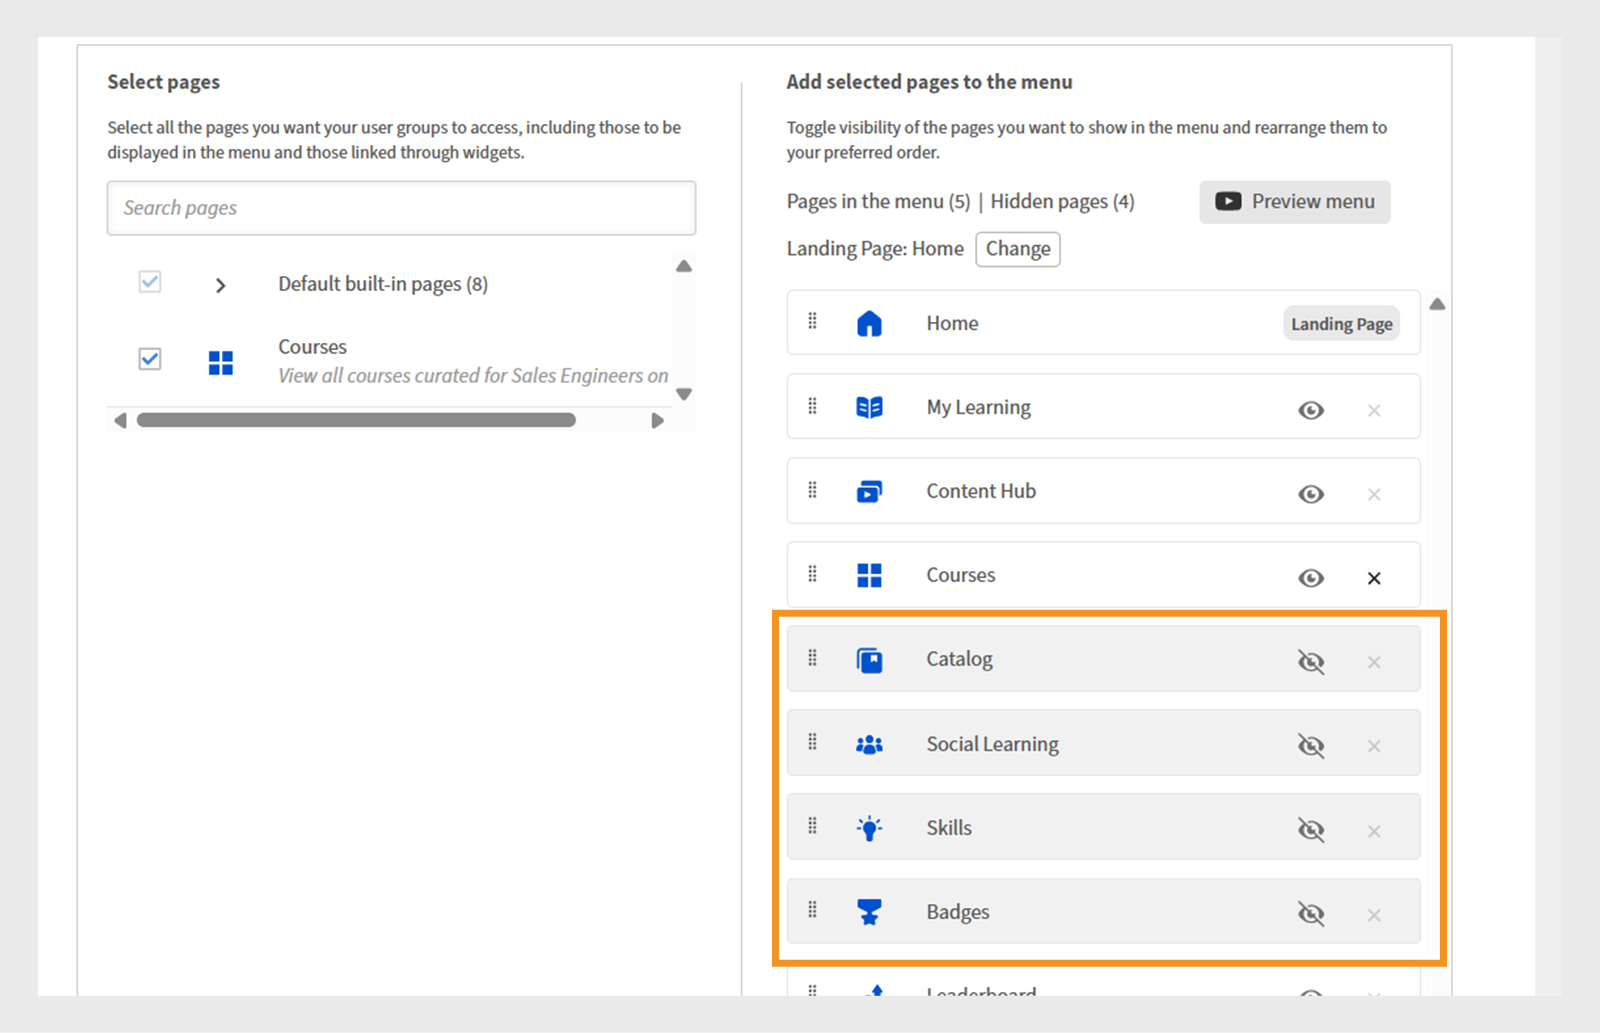 Select pages
Select all the pages you want your user groups to access, including those to be
displayed in the menu and those linked through widgets.
Search pages
Default built-in pages (8)
Courses
View all courses curated for Sales Engineers on
Add selected pages to the menu
Toggle visibility of the pages you want to show in the menu and rearrange them to
your preferred order.
Pages in the menu (5) | Hidden pages (4)
Preview menu
Landing Page: Home Change
Home Landing Page
My Learning
Content Hub
Courses
Catalog
Social Learning
Skills
Badges
Leaderboard